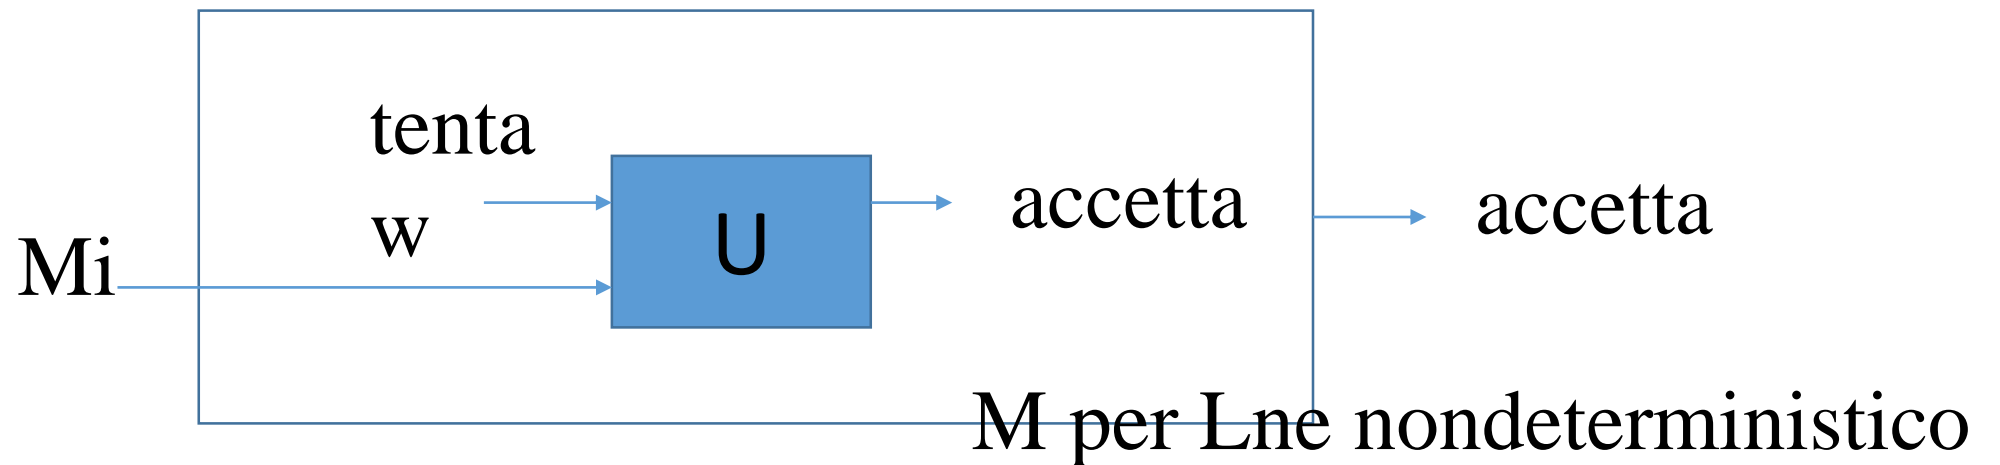 tenta
w
Mi
U
accetta
accetta
M per Lne nondeterministico